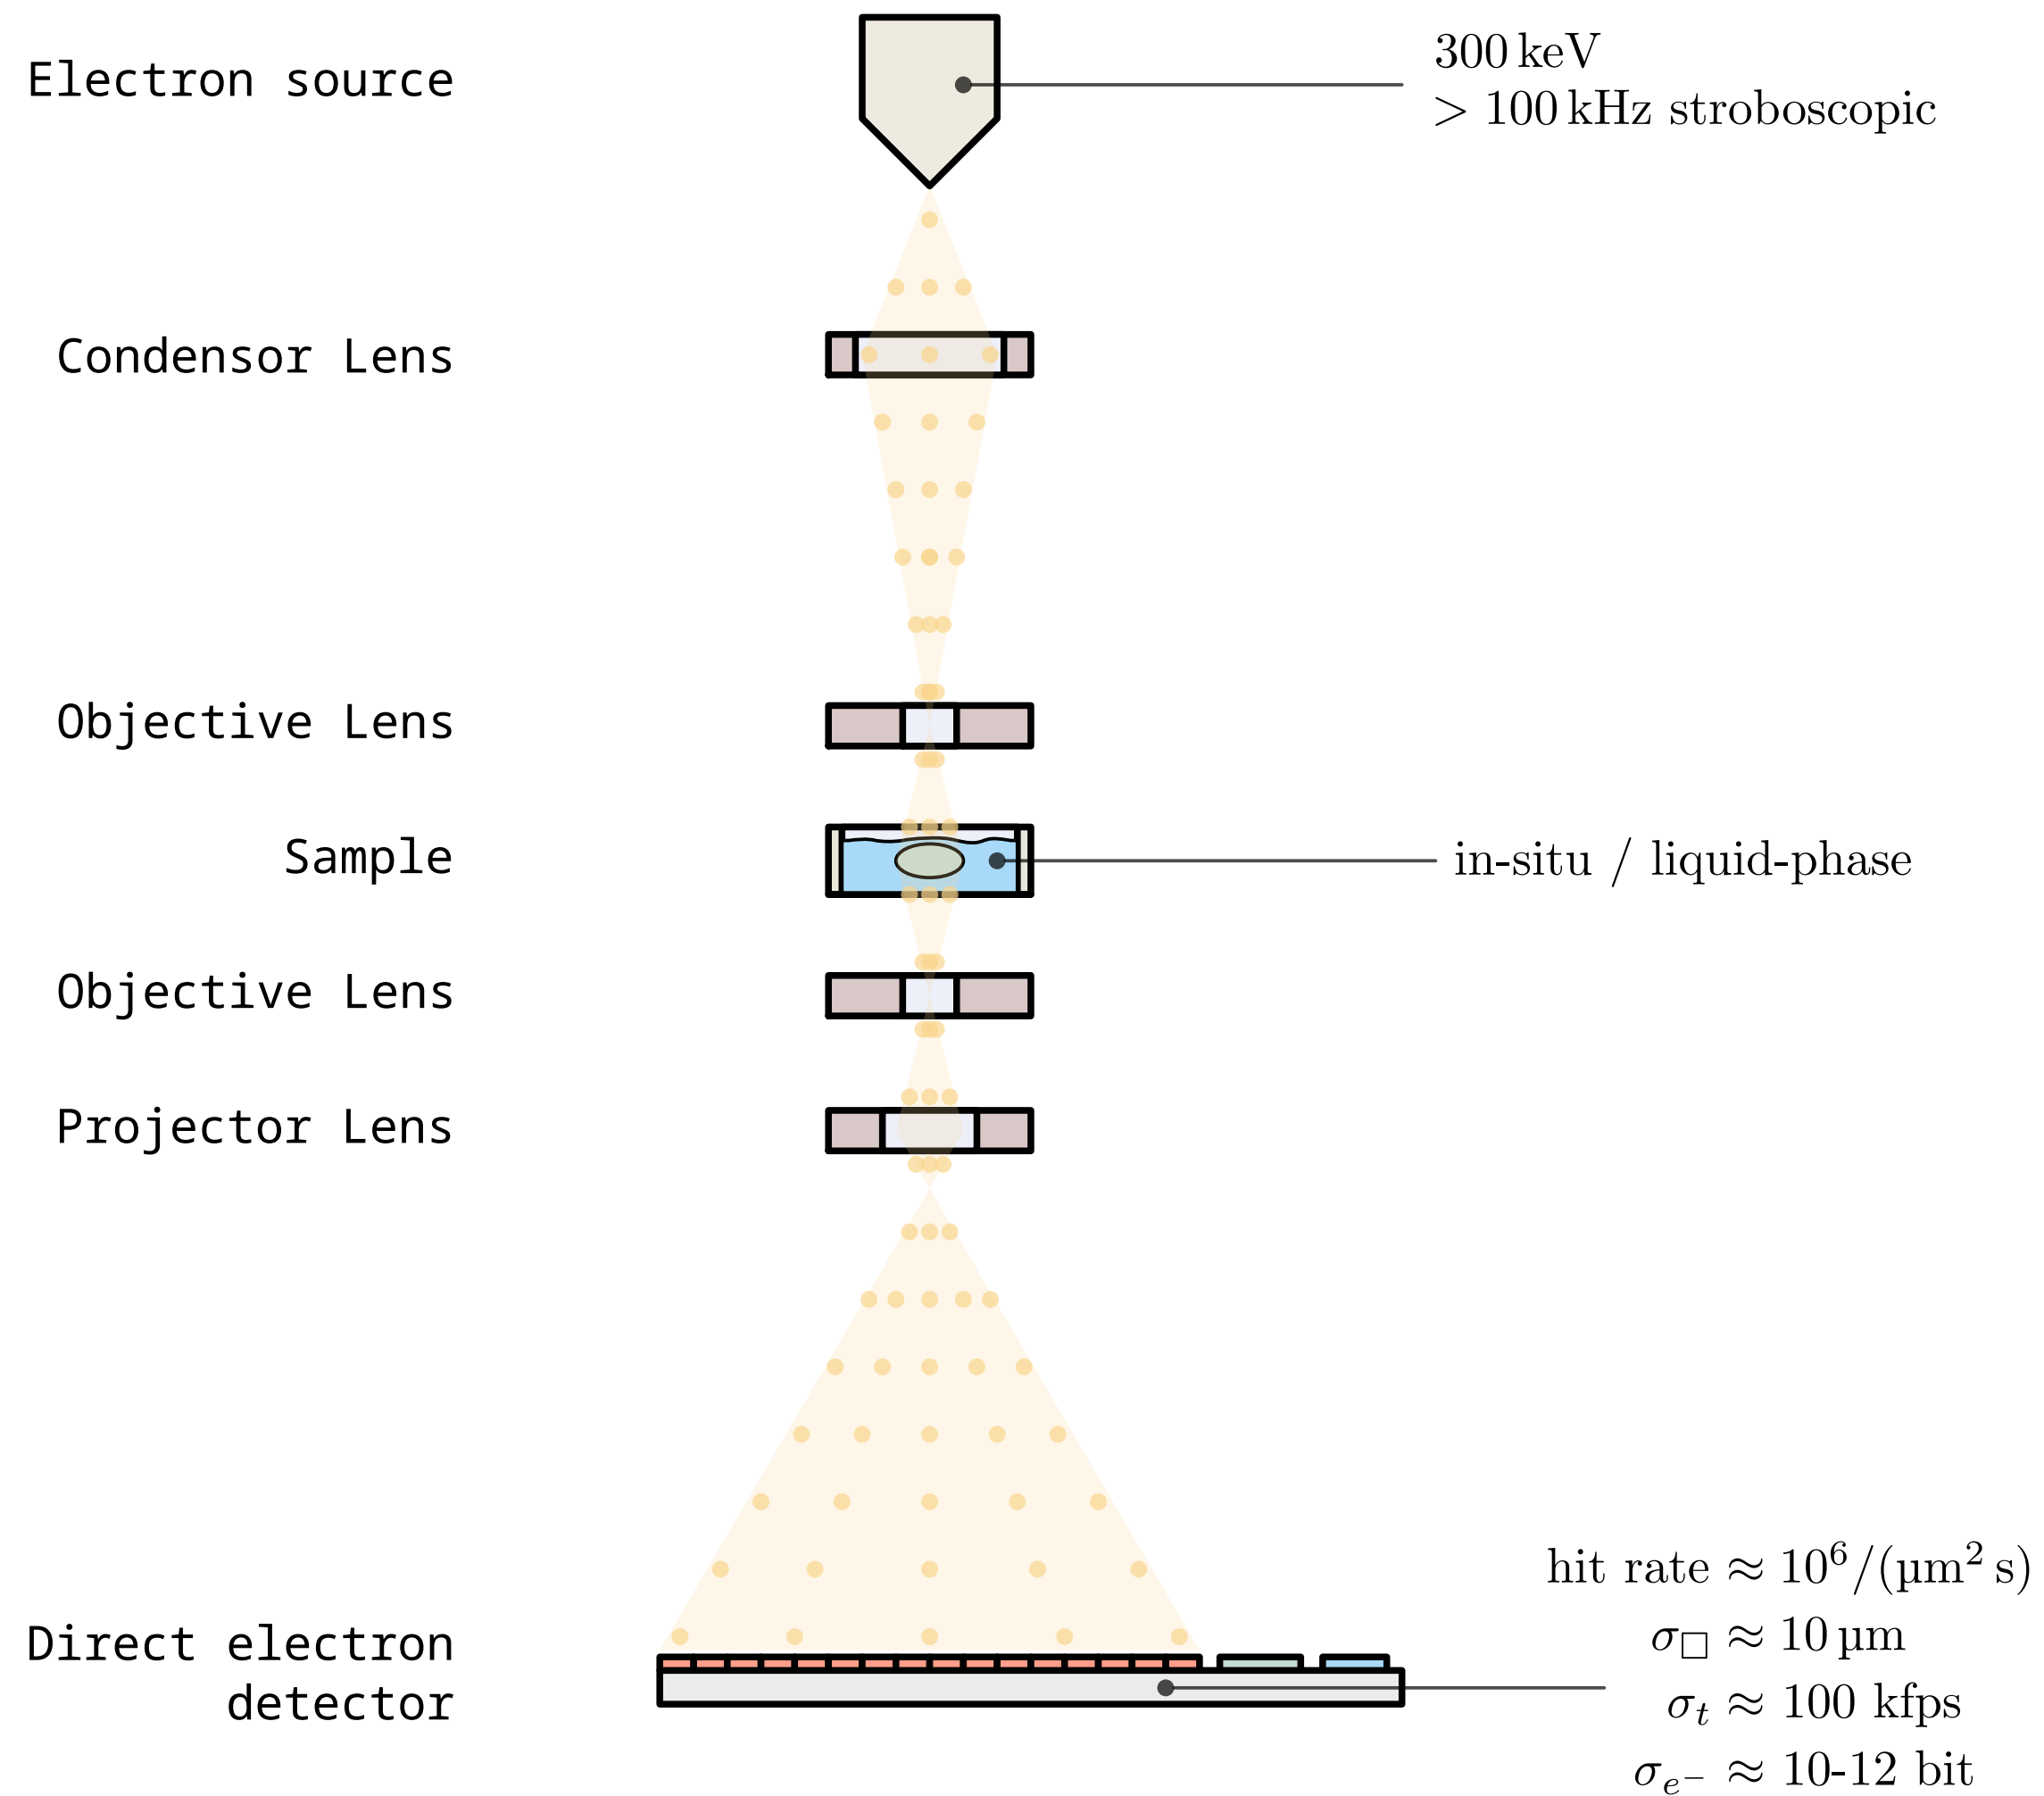 Electron source
300 keV
> 100 kHz stroboscopic
Condensor Lens
Objective Lens
Sample
in-situ / liquid-phase
Objective Lens
Projector Lens
Direct electron
detector
hit rate ≈ 10⁶/(µm² s)
σ□ ≈ 10 µm
σₜ ≈ 100 kfps
σₑ₋ ≈ 10-12 bit